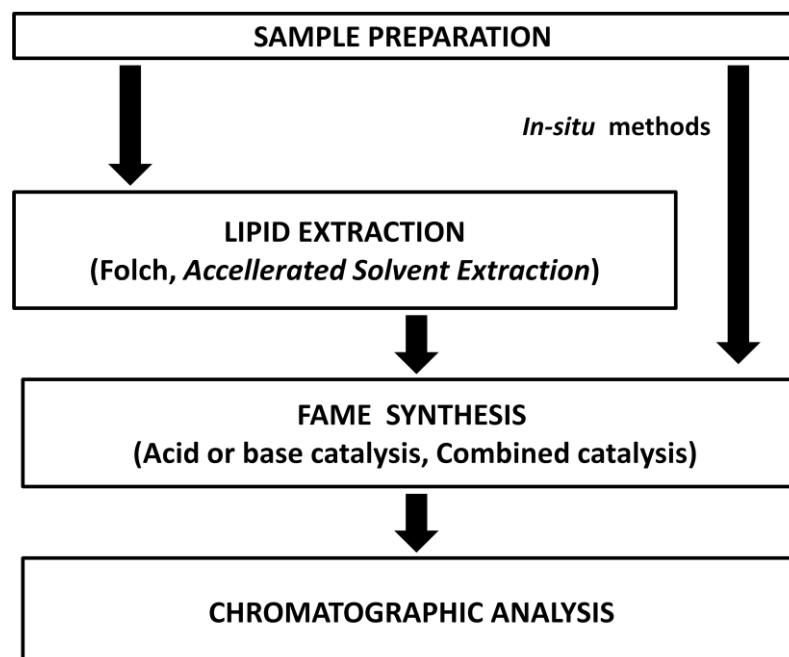 SAMPLE PREPARATION
In-situ methods
LIPID EXTRACTION
(Folch, Accellerated Solvent Extraction)
FAME SYNTHESIS
(Acid or base catalysis, Combined catalysis)
CHROMATOGRAPHIC ANALYSIS